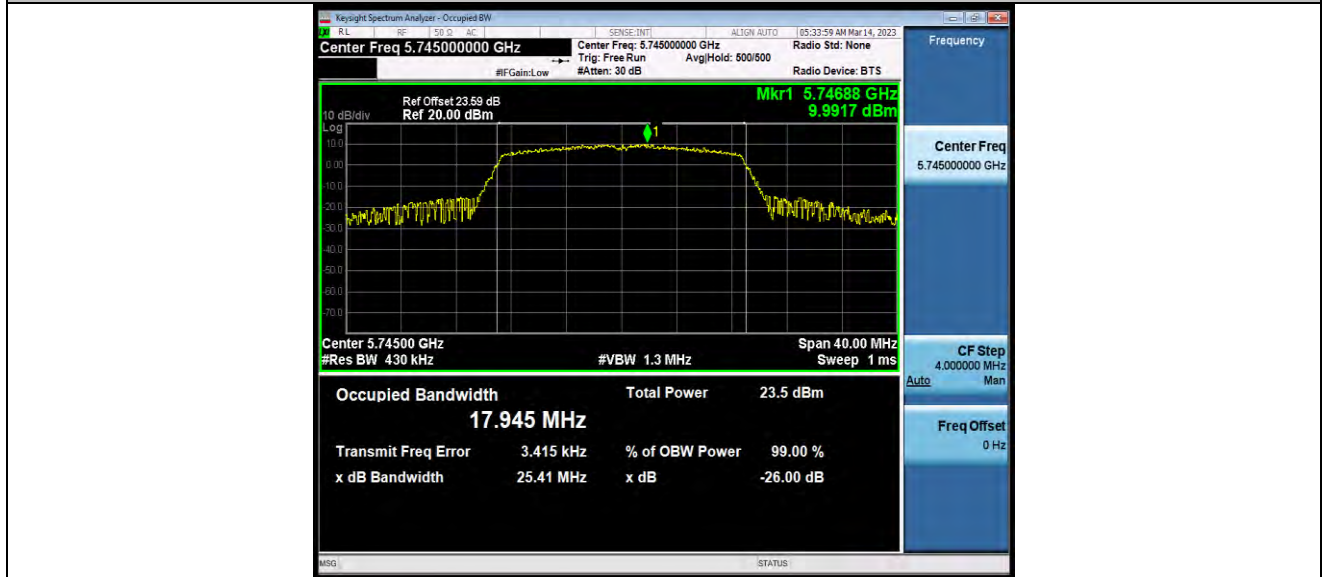 Keysight Spectrum Analyzer - Occupied BW
RL RF 50 Ω AC SENSE:INT ALIGN AUTO 05:33:59 AM Mar 14, 2023
Center Freq 5.745000000 GHz
Center Freq: 5.745000000 GHz Radio Std: None
Trig: Free Run Avg|Hold: 500/500
#IFGain:Low #Atten: 30 dB Radio Device: BTS
Frequency
Mkr1 5.74688 GHz
9.9917 dBm
Ref Offset 23.59 dB
10 dB/div Ref 20.00 dBm
Log
1
10.0
0.00
-10.0
-20.0
-30.0
-40.0
-50.0
-60.0
-70.0
Center 5.74500 GHz Span 40.00 MHz
#Res BW 430 kHz #VBW 1.3 MHz Sweep 1 ms
Occupied Bandwidth Total Power 23.5 dBm
17.945 MHz
Transmit Freq Error 3.415 kHz % of OBW Power 99.00 %
x dB Bandwidth 25.41 MHz x dB -26.00 dB
Center Freq
5.745000000 GHz
CF Step
4.000000 MHz
Auto Man
Freq Offset
0 Hz
MSG STATUS